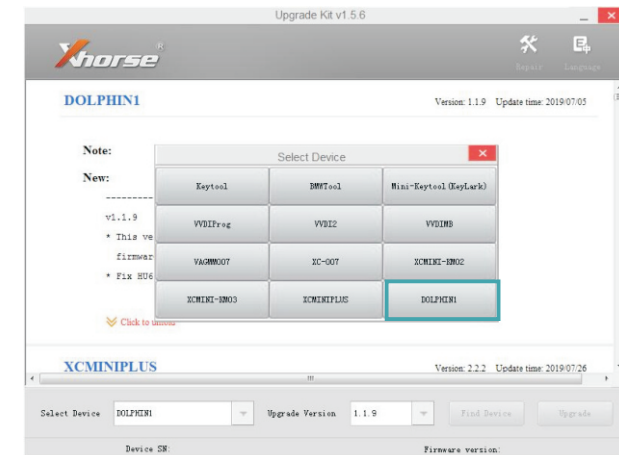 Upgrade Kit v1.5.6
Xhorse®
Repair
Language
DOLPHIN1
Version: 1.1.9 Update time: 2019/07/05
Note:
New:
v1.1.9
* This ve
firmwar
* Fix HU6
Click to
Select Device
Keytool
BMWTool
Mini-Keytool(KeyLark)
VVDIProg
VVDI2
VVDIMB
VAGMM007
XC-007
XCMINI-KM02
XCMINI-KM03
XCMINIPLUS
DOLPHIN1
XCMINIPLUS
Version: 2.2.2 Update time: 2019/07/26
Select Device DOLPHIN1 Upgrade Version 1.1.9 Find Device Upgrade
Device SN: Firmware version: